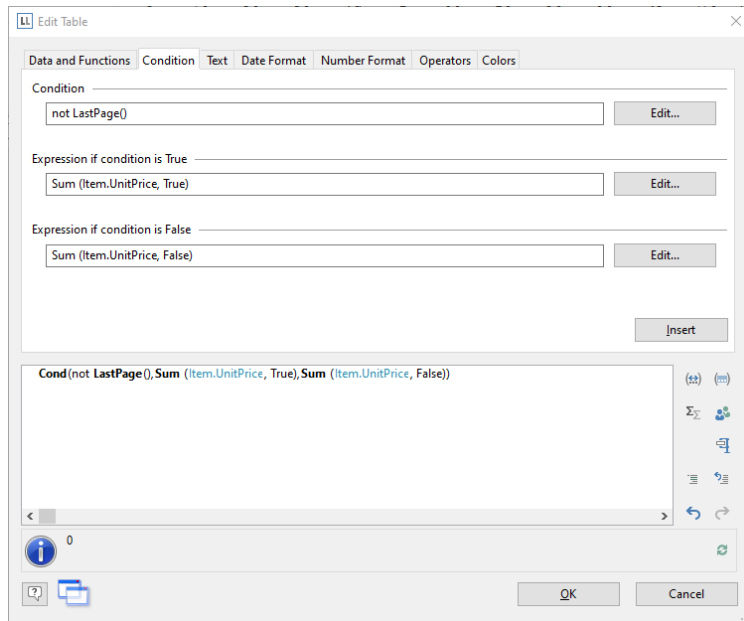 LL Edit Table
Data and Functions Condition Text Date Format Number Format Operators Colors
Condition
not LastPage() Edit...
Expression if condition is True
Sum (Item.UnitPrice, True) Edit...
Expression if condition is False
Sum (Item.UnitPrice, False) Edit...
Insert
Cond(not LastPage(),Sum (Item.UnitPrice, True),Sum (Item.UnitPrice, False))
0
OK Cancel